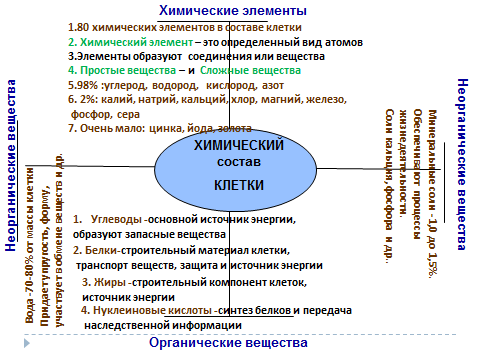 Химические элементы
1.80 химических элементов в составе клетки
2. Химический элемент – это определенный вид атомов
3.Элементы образуют соединения или вещества
4. Простые вещества – и Сложные вещества
5.98% :углерод, водород, кислород, азот
6. 2%: калий, натрий, кальций, хлор, магний, железо,
фосфор, сера
7. Очень мало: цинка, йода, золота
ХИМИЧЕСКИЙ
состав
КЛЕТКИ
Неорганические вещества
Вода -70-80% от массы клетки
Придает упругость, форму,
участвует в обмене веществ и др.
Неорганические вещества
Минеральные соли -1,0 до 1,5%.
Обеспечивают процессы
жизнедеятельности.
Соли кальция, фосфора и др..
1. Углеводы -основной источник энергии,
образуют запасные вещества
2. Белки-строительный материал клетки,
транспорт веществ, защита и источник энергии
3. Жиры -строительный компонент клеток,
источник энергии
4. Нуклеиновые кислоты -синтез белков и передача
наследственной информации
Органические вещества